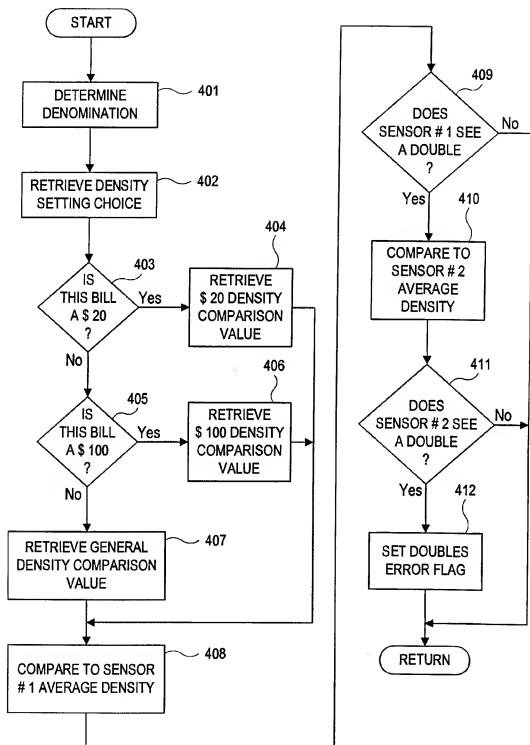 START
DETERMINE
DENOMINATION
401
RETRIEVE DENSITY
SETTING CHOICE
402
IS
THIS BILL
A $ 20
?
403
Yes
No
404
RETRIEVE
$ 20 DENSITY
COMPARISON
VALUE
IS
THIS BILL
A $ 100
?
405
Yes
No
406
RETRIEVE
$ 100 DENSITY
COMPARISON
VALUE
RETRIEVE GENERAL
DENSITY COMPARISON
VALUE
407
408
COMPARE TO SENSOR
# 1 AVERAGE DENSITY
409
DOES
SENSOR # 1 SEE
A DOUBLE
?
No
Yes
410
COMPARE TO
SENSOR # 2
AVERAGE
DENSITY
411
DOES
SENSOR # 2 SEE
A DOUBLE
?
No
Yes
412
SET DOUBLES
ERROR FLAG
RETURN